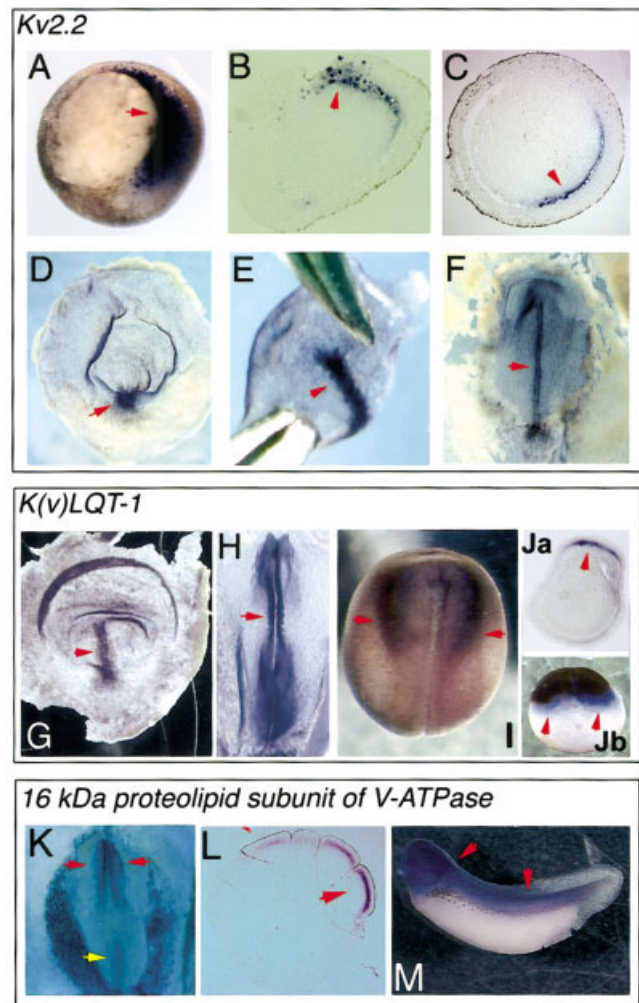 Kv2.2
A
B
C
D
E
F
K(v)LQT-1
G
H
I
Ja
Jb
16 kDa proteolipid subunit of V-ATPase
K
L
M